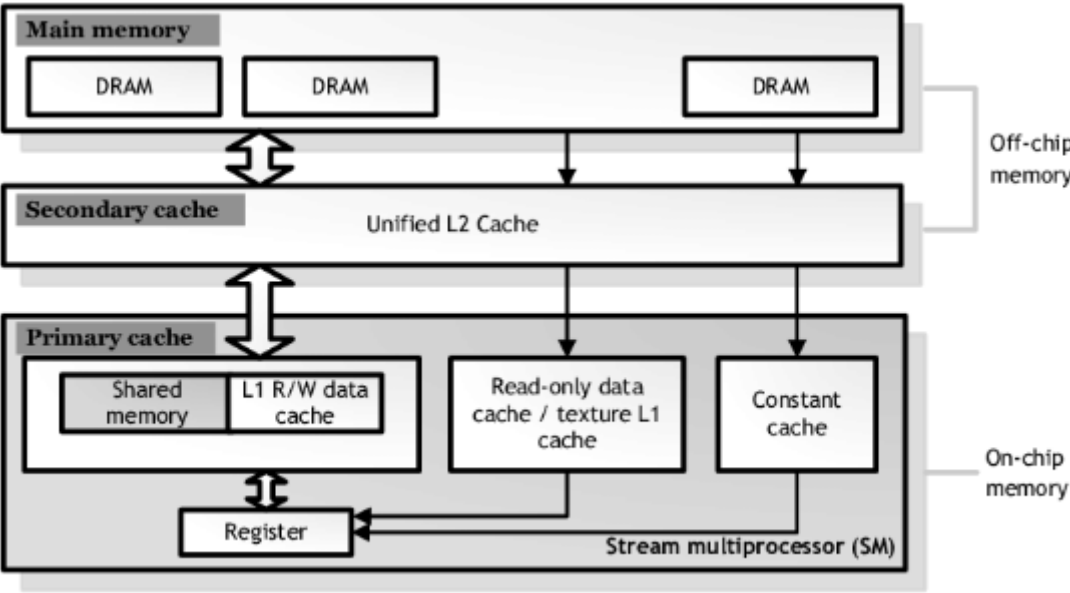 Main memory
DRAM
DRAM
DRAM
Off-chip
memory
Secondary cache
Unified L2 Cache
Primary cache
Shared
memory
L1 R/W data
cache
Read-only data
cache / texture L1
cache
Constant
cache
On-chip
memory
Register
Stream multiprocessor (SM)